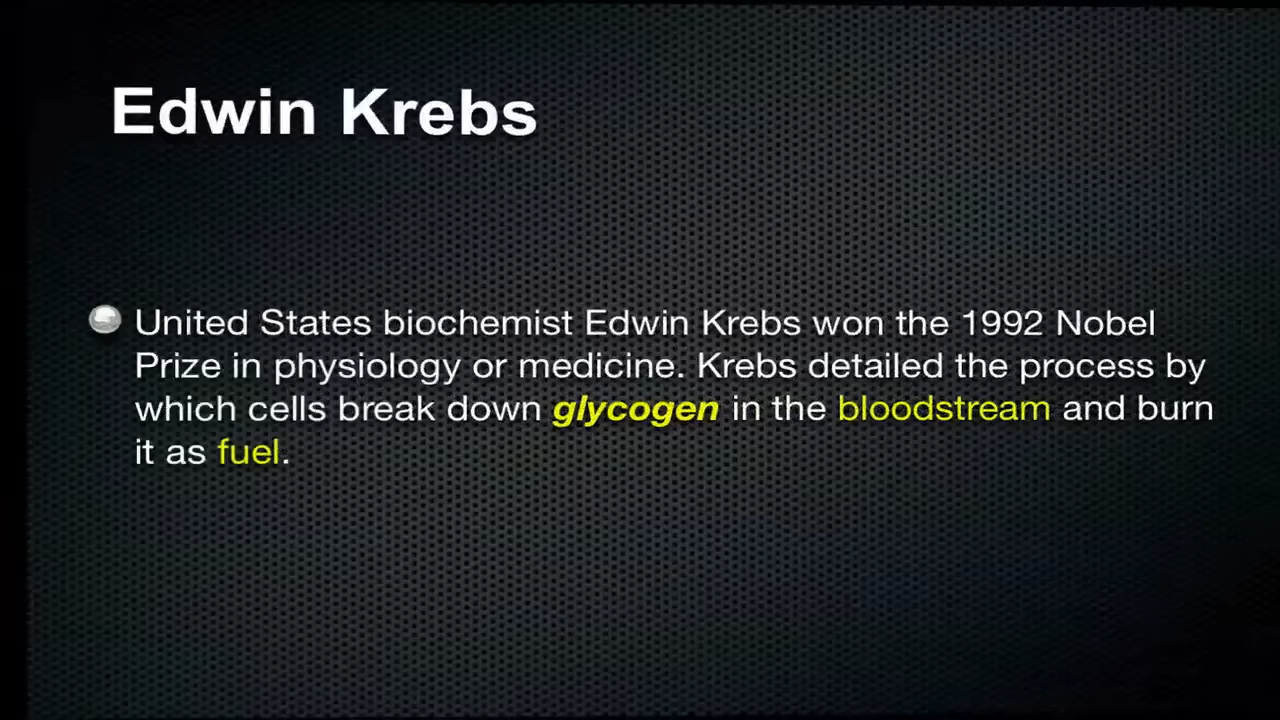 Edwin Krebs
United States biochemist Edwin Krebs won the 1992 Nobel
Prize in physiology or medicine. Krebs detailed the process by
which cells break down glycogen in the bloodstream and burn
it as fuel.